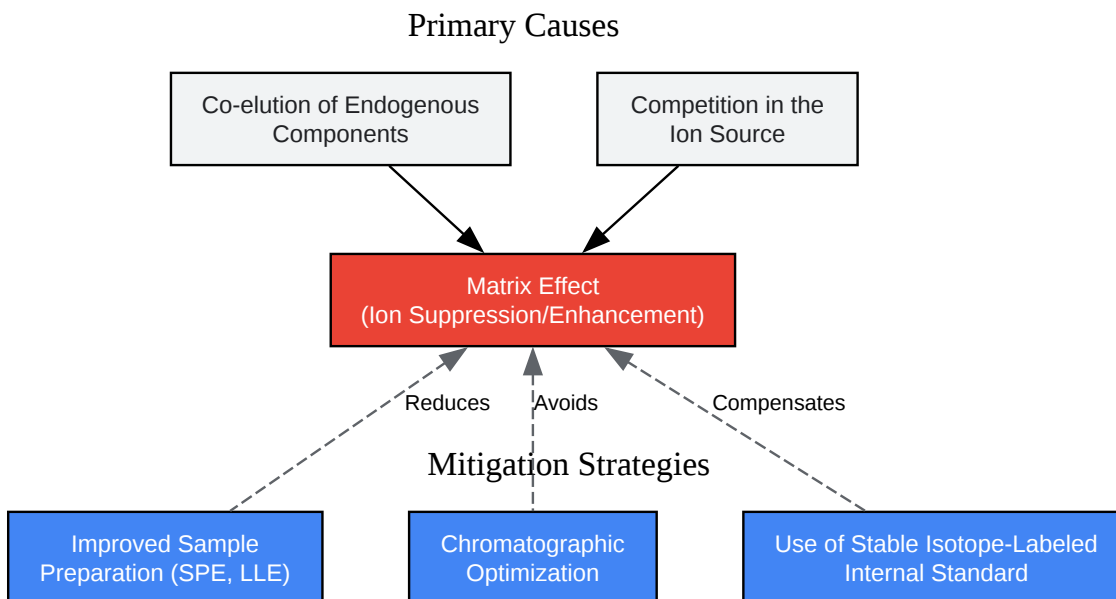 Primary Causes
Co-elution of Endogenous
Components
Competition in the
Ion Source
Matrix Effect
(Ion Suppression/Enhancement)
Reduces
Avoids
Compensates
Mitigation Strategies
Improved Sample
Preparation (SPE, LLE)
Chromatographic
Optimization
Use of Stable Isotope-Labeled
Internal Standard